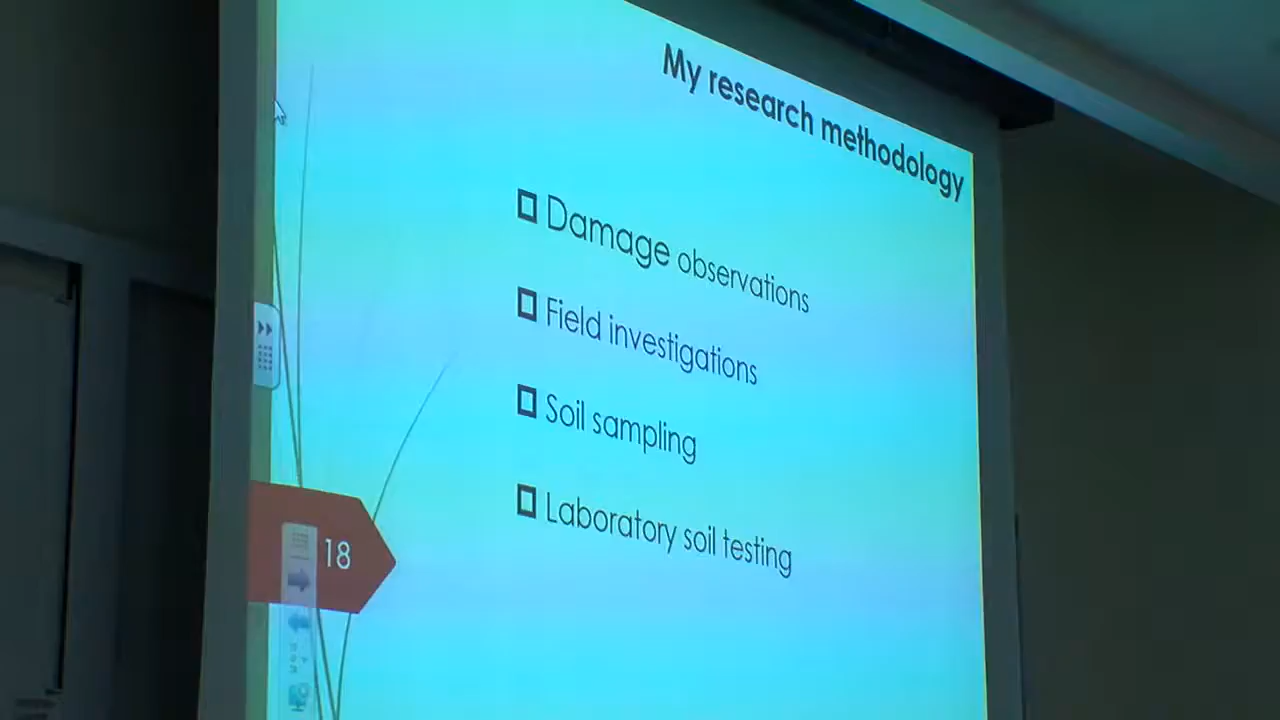 My research methodology
Damage observations
Field investigations
Soil sampling
Laboratory soil testing
18